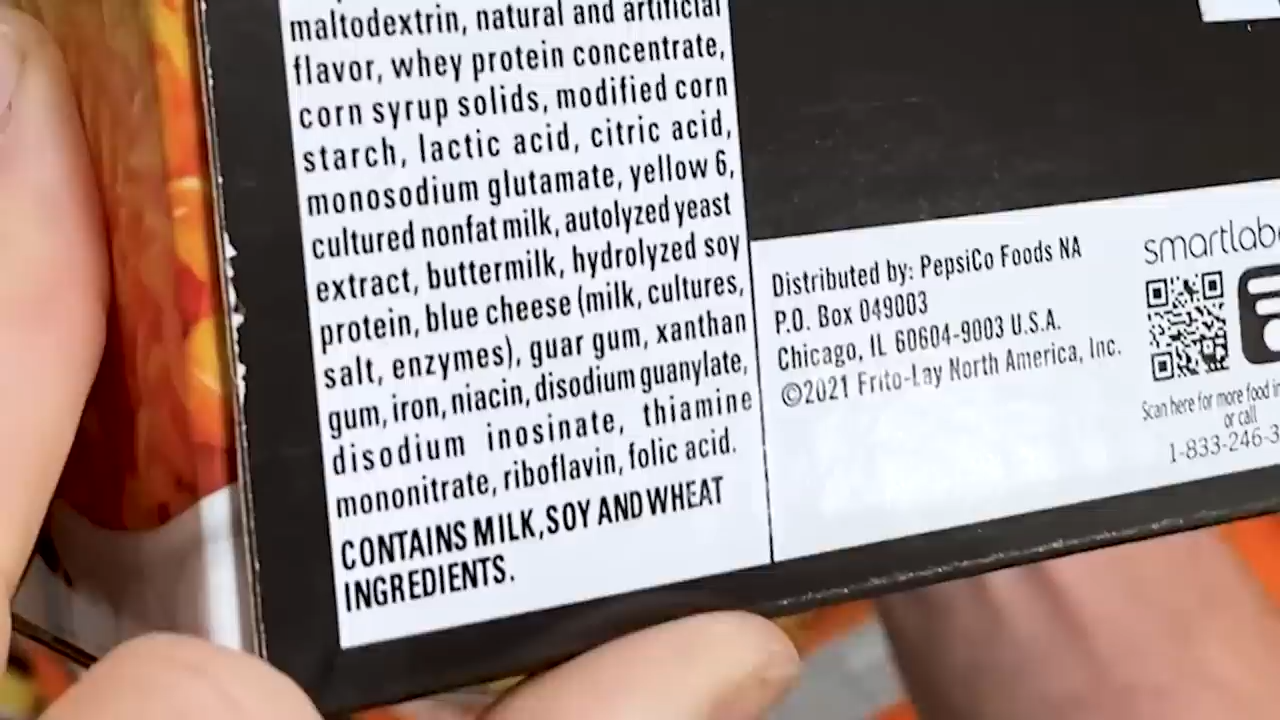 maltodextrin, natural and artificial
flavor, whey protein concentrate,
corn syrup solids, modified corn
starch, lactic acid, citric acid,
monosodium glutamate, yellow 6,
cultured nonfat milk, autolyzed yeast
extract, buttermilk, hydrolyzed soy
protein, blue cheese (milk, cultures,
salt, enzymes), guar gum, xanthan
gum, iron, niacin, disodium guanylate,
disodium inosinate, thiamine
mononitrate, riboflavin, folic acid.
CONTAINS MILK, SOY AND WHEAT
INGREDIENTS.
Distributed by: PepsiCo Foods NA
P.O. Box 049003
Chicago, IL 60604-9003 U.S.A.
©2021 Frito-Lay North America, Inc.
smartlab
Scan here for more food
or call
1-833-246-3